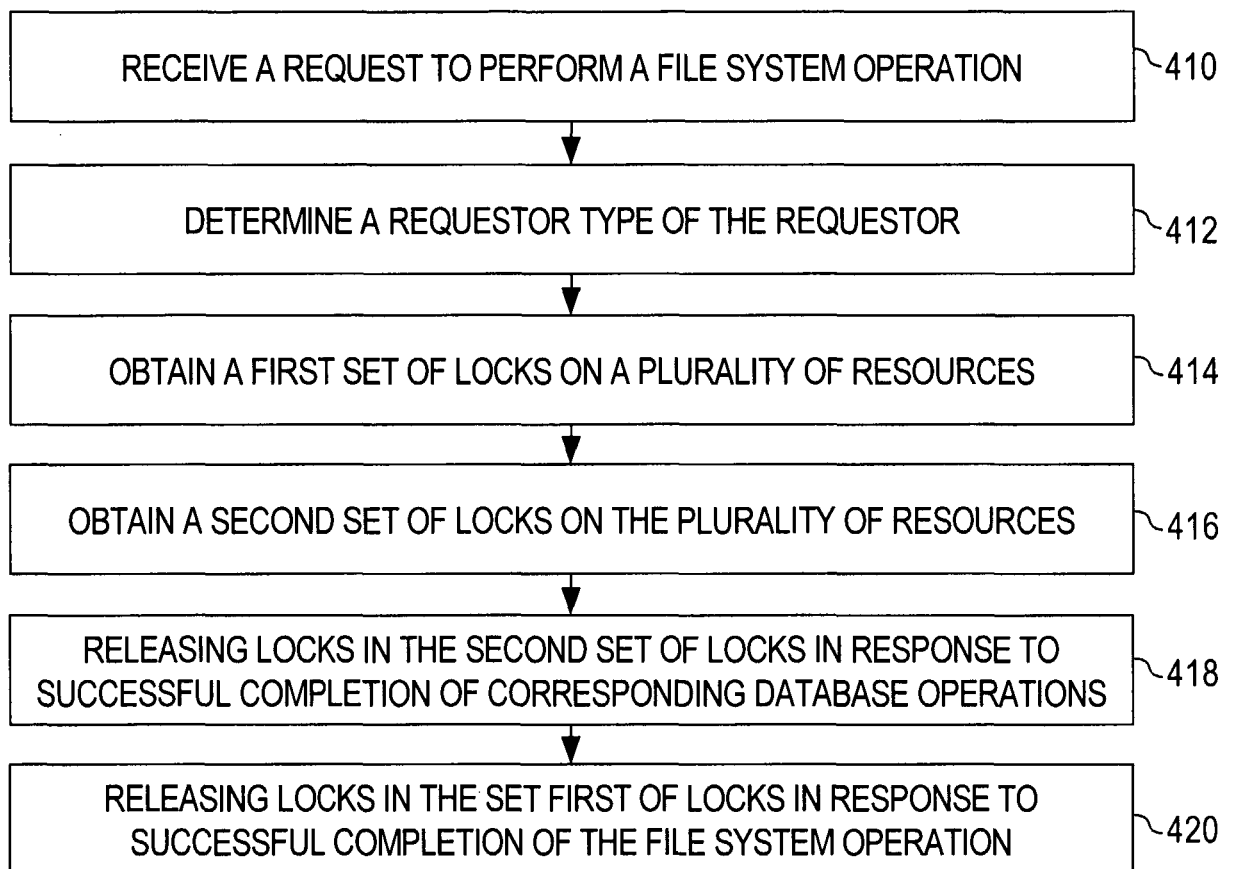 RECEIVE A REQUEST TO PERFORM A FILE SYSTEM OPERATION
410
DETERMINE A REQUESTOR TYPE OF THE REQUESTOR
412
OBTAIN A FIRST SET OF LOCKS ON A PLURALITY OF RESOURCES
414
OBTAIN A SECOND SET OF LOCKS ON THE PLURALITY OF RESOURCES
416
RELEASING LOCKS IN THE SECOND SET OF LOCKS IN RESPONSE TO
SUCCESSFUL COMPLETION OF CORRESPONDING DATABASE OPERATIONS
418
RELEASING LOCKS IN THE SET FIRST OF LOCKS IN RESPONSE TO
SUCCESSFUL COMPLETION OF THE FILE SYSTEM OPERATION
420